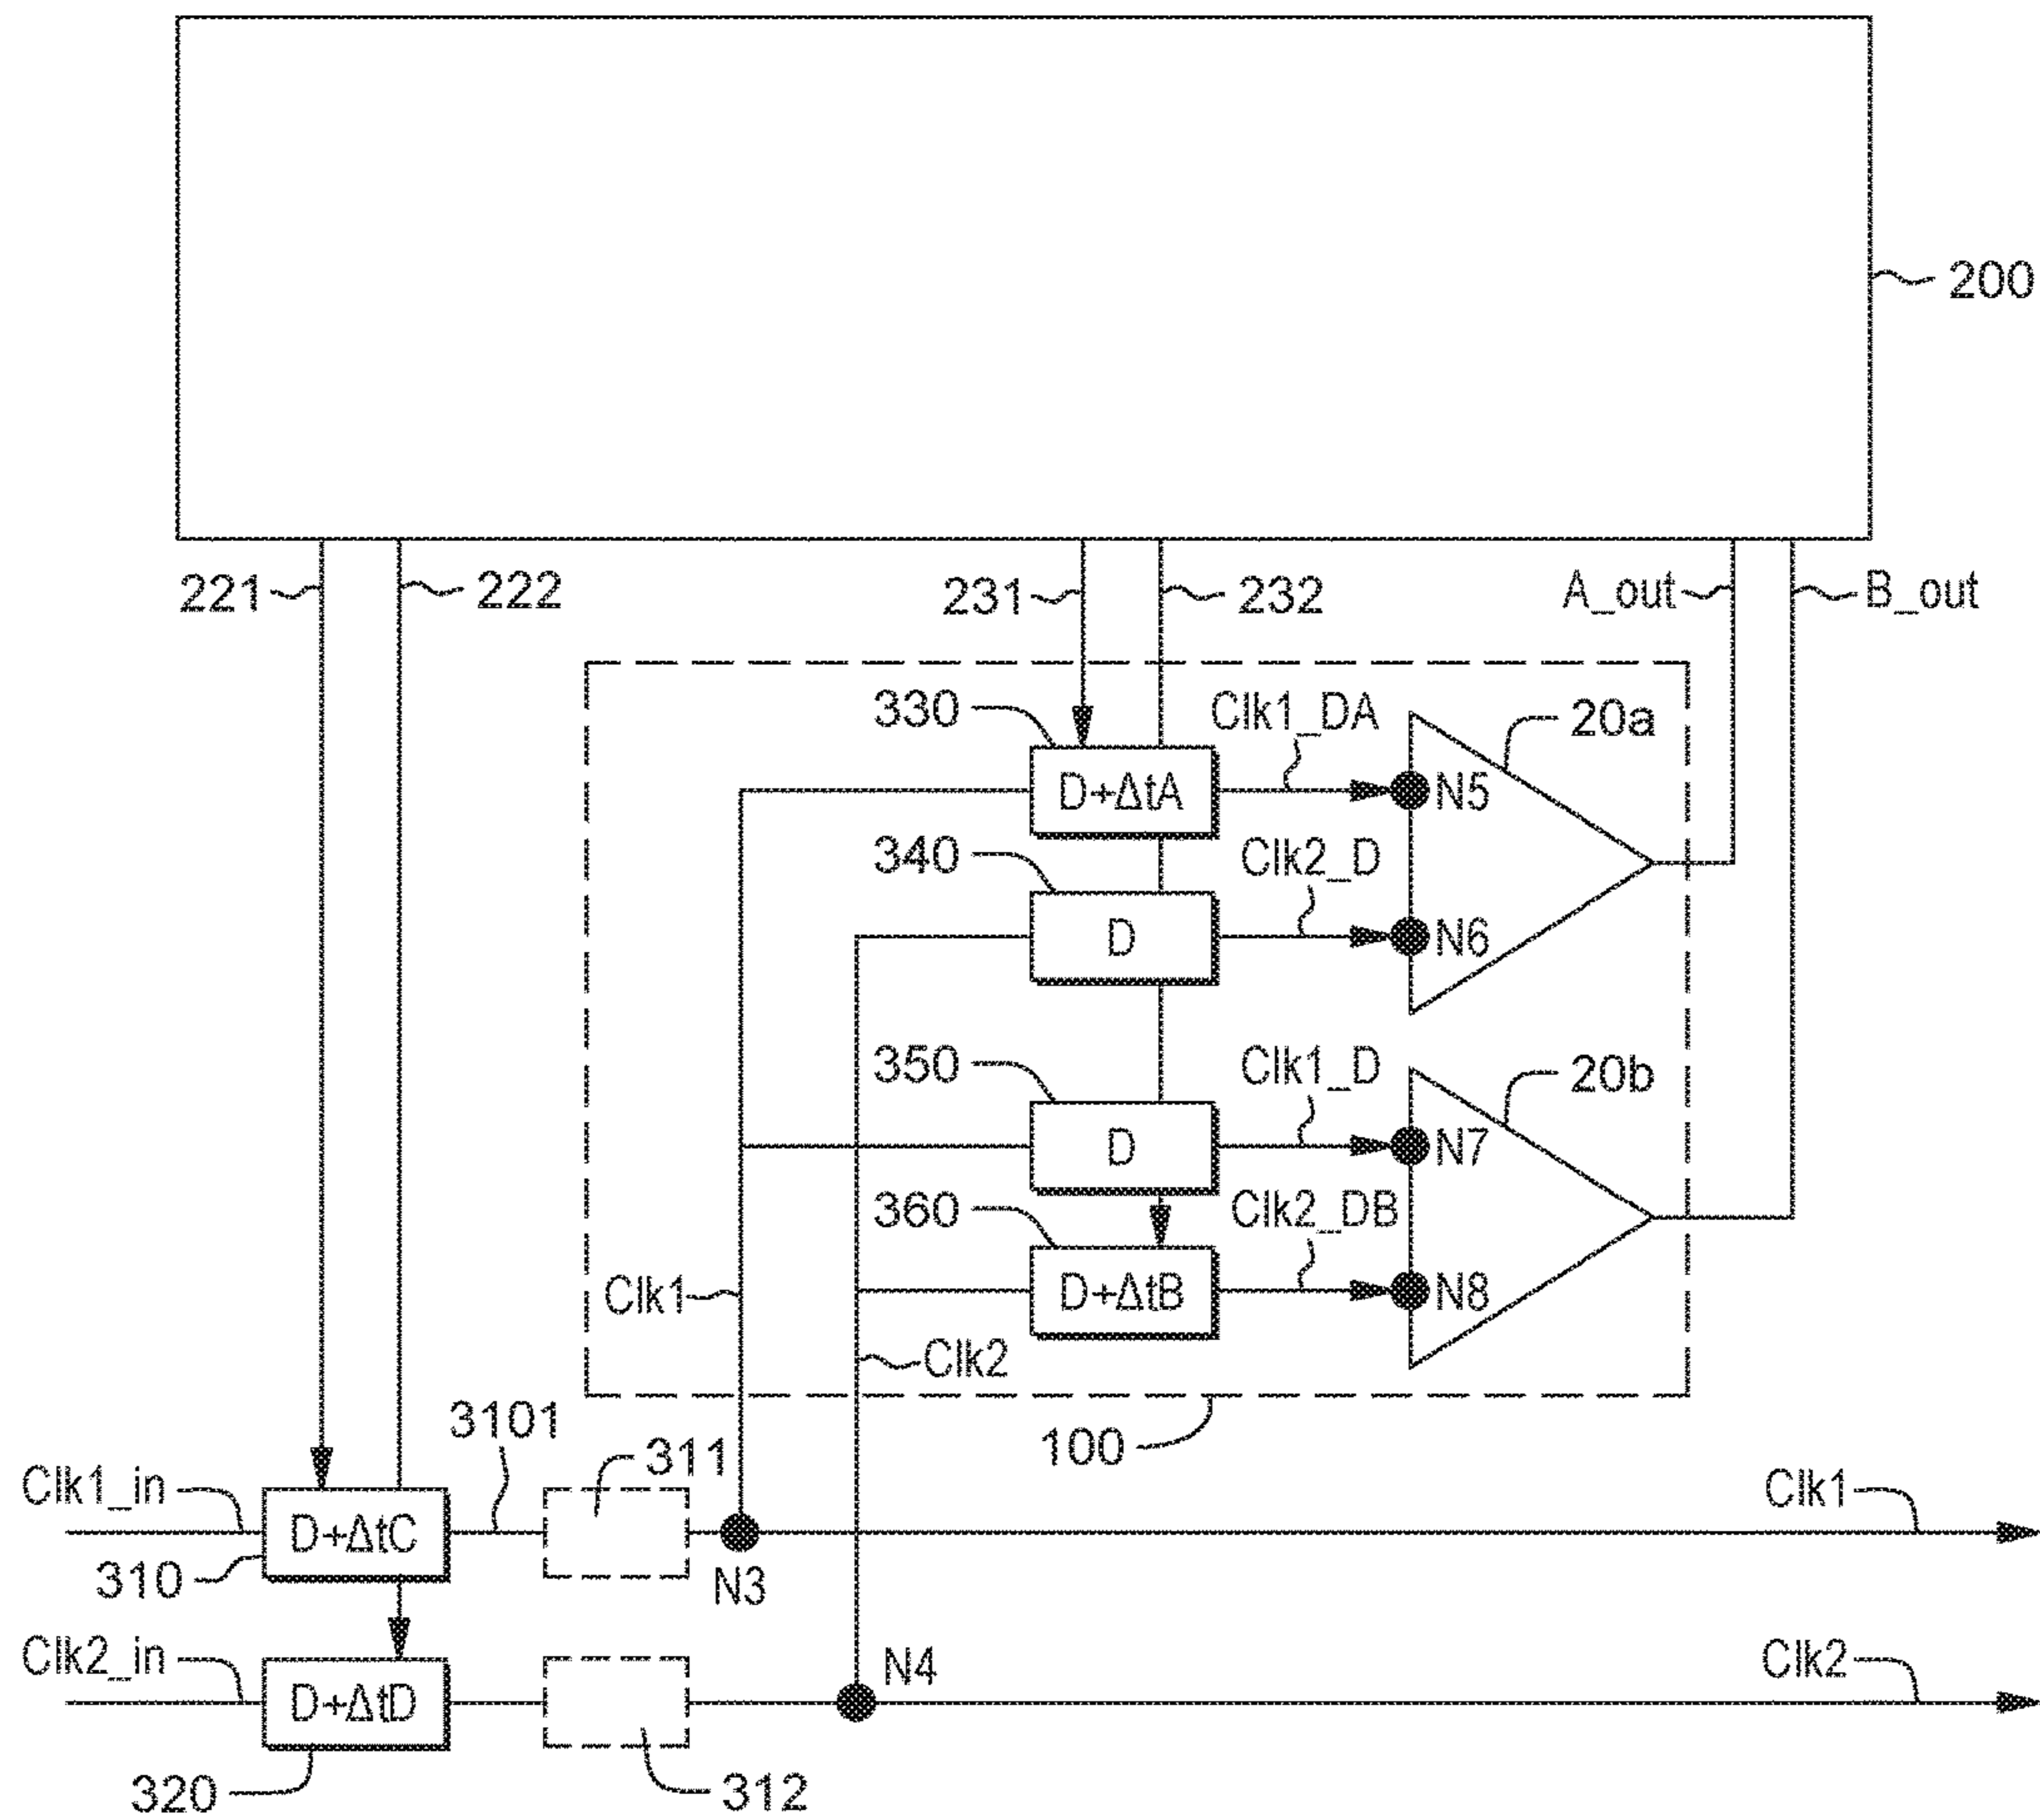 200
221
222
231
232
A_out
B_out
330
Clk1_DA
20a
D+ΔtA
N5
340
Clk2_D
D
N6
350
Clk1_D
20b
D
N7
360
Clk2_DB
D+ΔtB
N8
Clk1
Clk2
100
3101
311
Clk1_in
D+ΔtC
310
N3
Clk1
Clk2_in
D+ΔtD
320
312
N4
Clk2